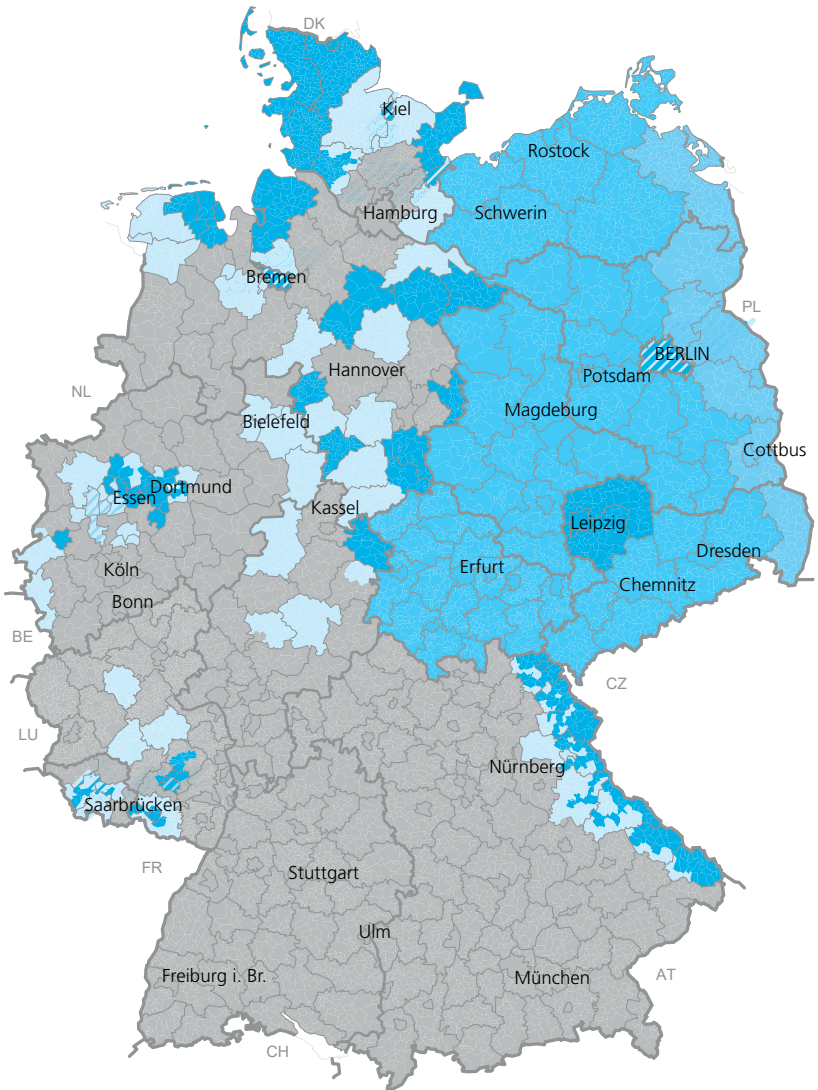 DK
Kiel
Rostock
Hamburg
Schwerin
Bremen
PL
BERLIN
Hannover
Potsdam
NL
Magdeburg
Bielefeld
Cottbus
Dortmund
Essen
Kassel
Leipzig
Dresden
Köln
Erfurt
Chemnitz
Bonn
BE
CZ
LU
Nürnberg
Saarbrücken
FR
Stuttgart
Ulm
Freiburg i. Br.
München
AT
CH